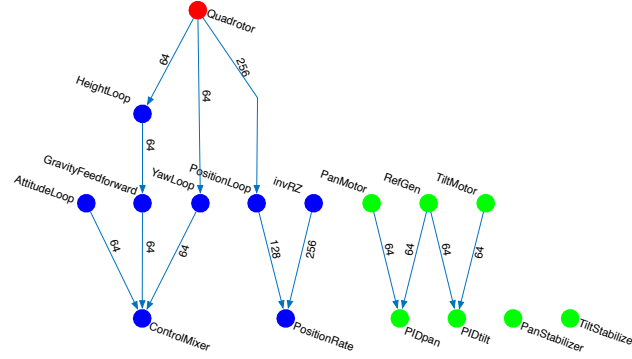 Quadrotor
64
64
256
HeightLoop
64
AttitudeLoop
GravityFeedforward
YawLoop
PositionLoop
invRZ
PanMotor
RefGen
TiltMotor
64
64
64
128
256
64
64
64
64
ControlMixer
PositionRate
PIDpan
PIDtilt
PanStabilizer
TiltStabilize